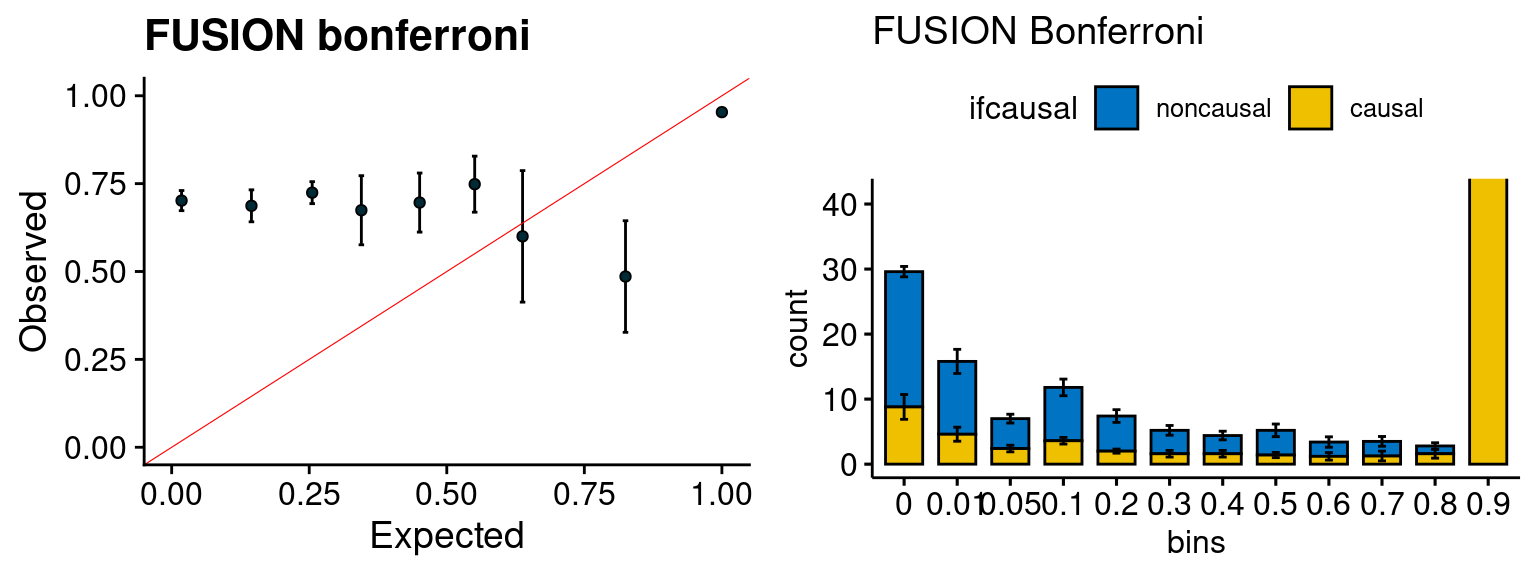 FUSION bonferroni
1.00
0.75
0.50
0.25
0.00
Observed
0.00 0.25 0.50 0.75 1.00
Expected
FUSION Bonferroni
ifcausal noncausal causal
40
30
20
10
0
count
0 0.01 0.05 0.1 0.2 0.3 0.4 0.5 0.6 0.7 0.8 0.9
bins